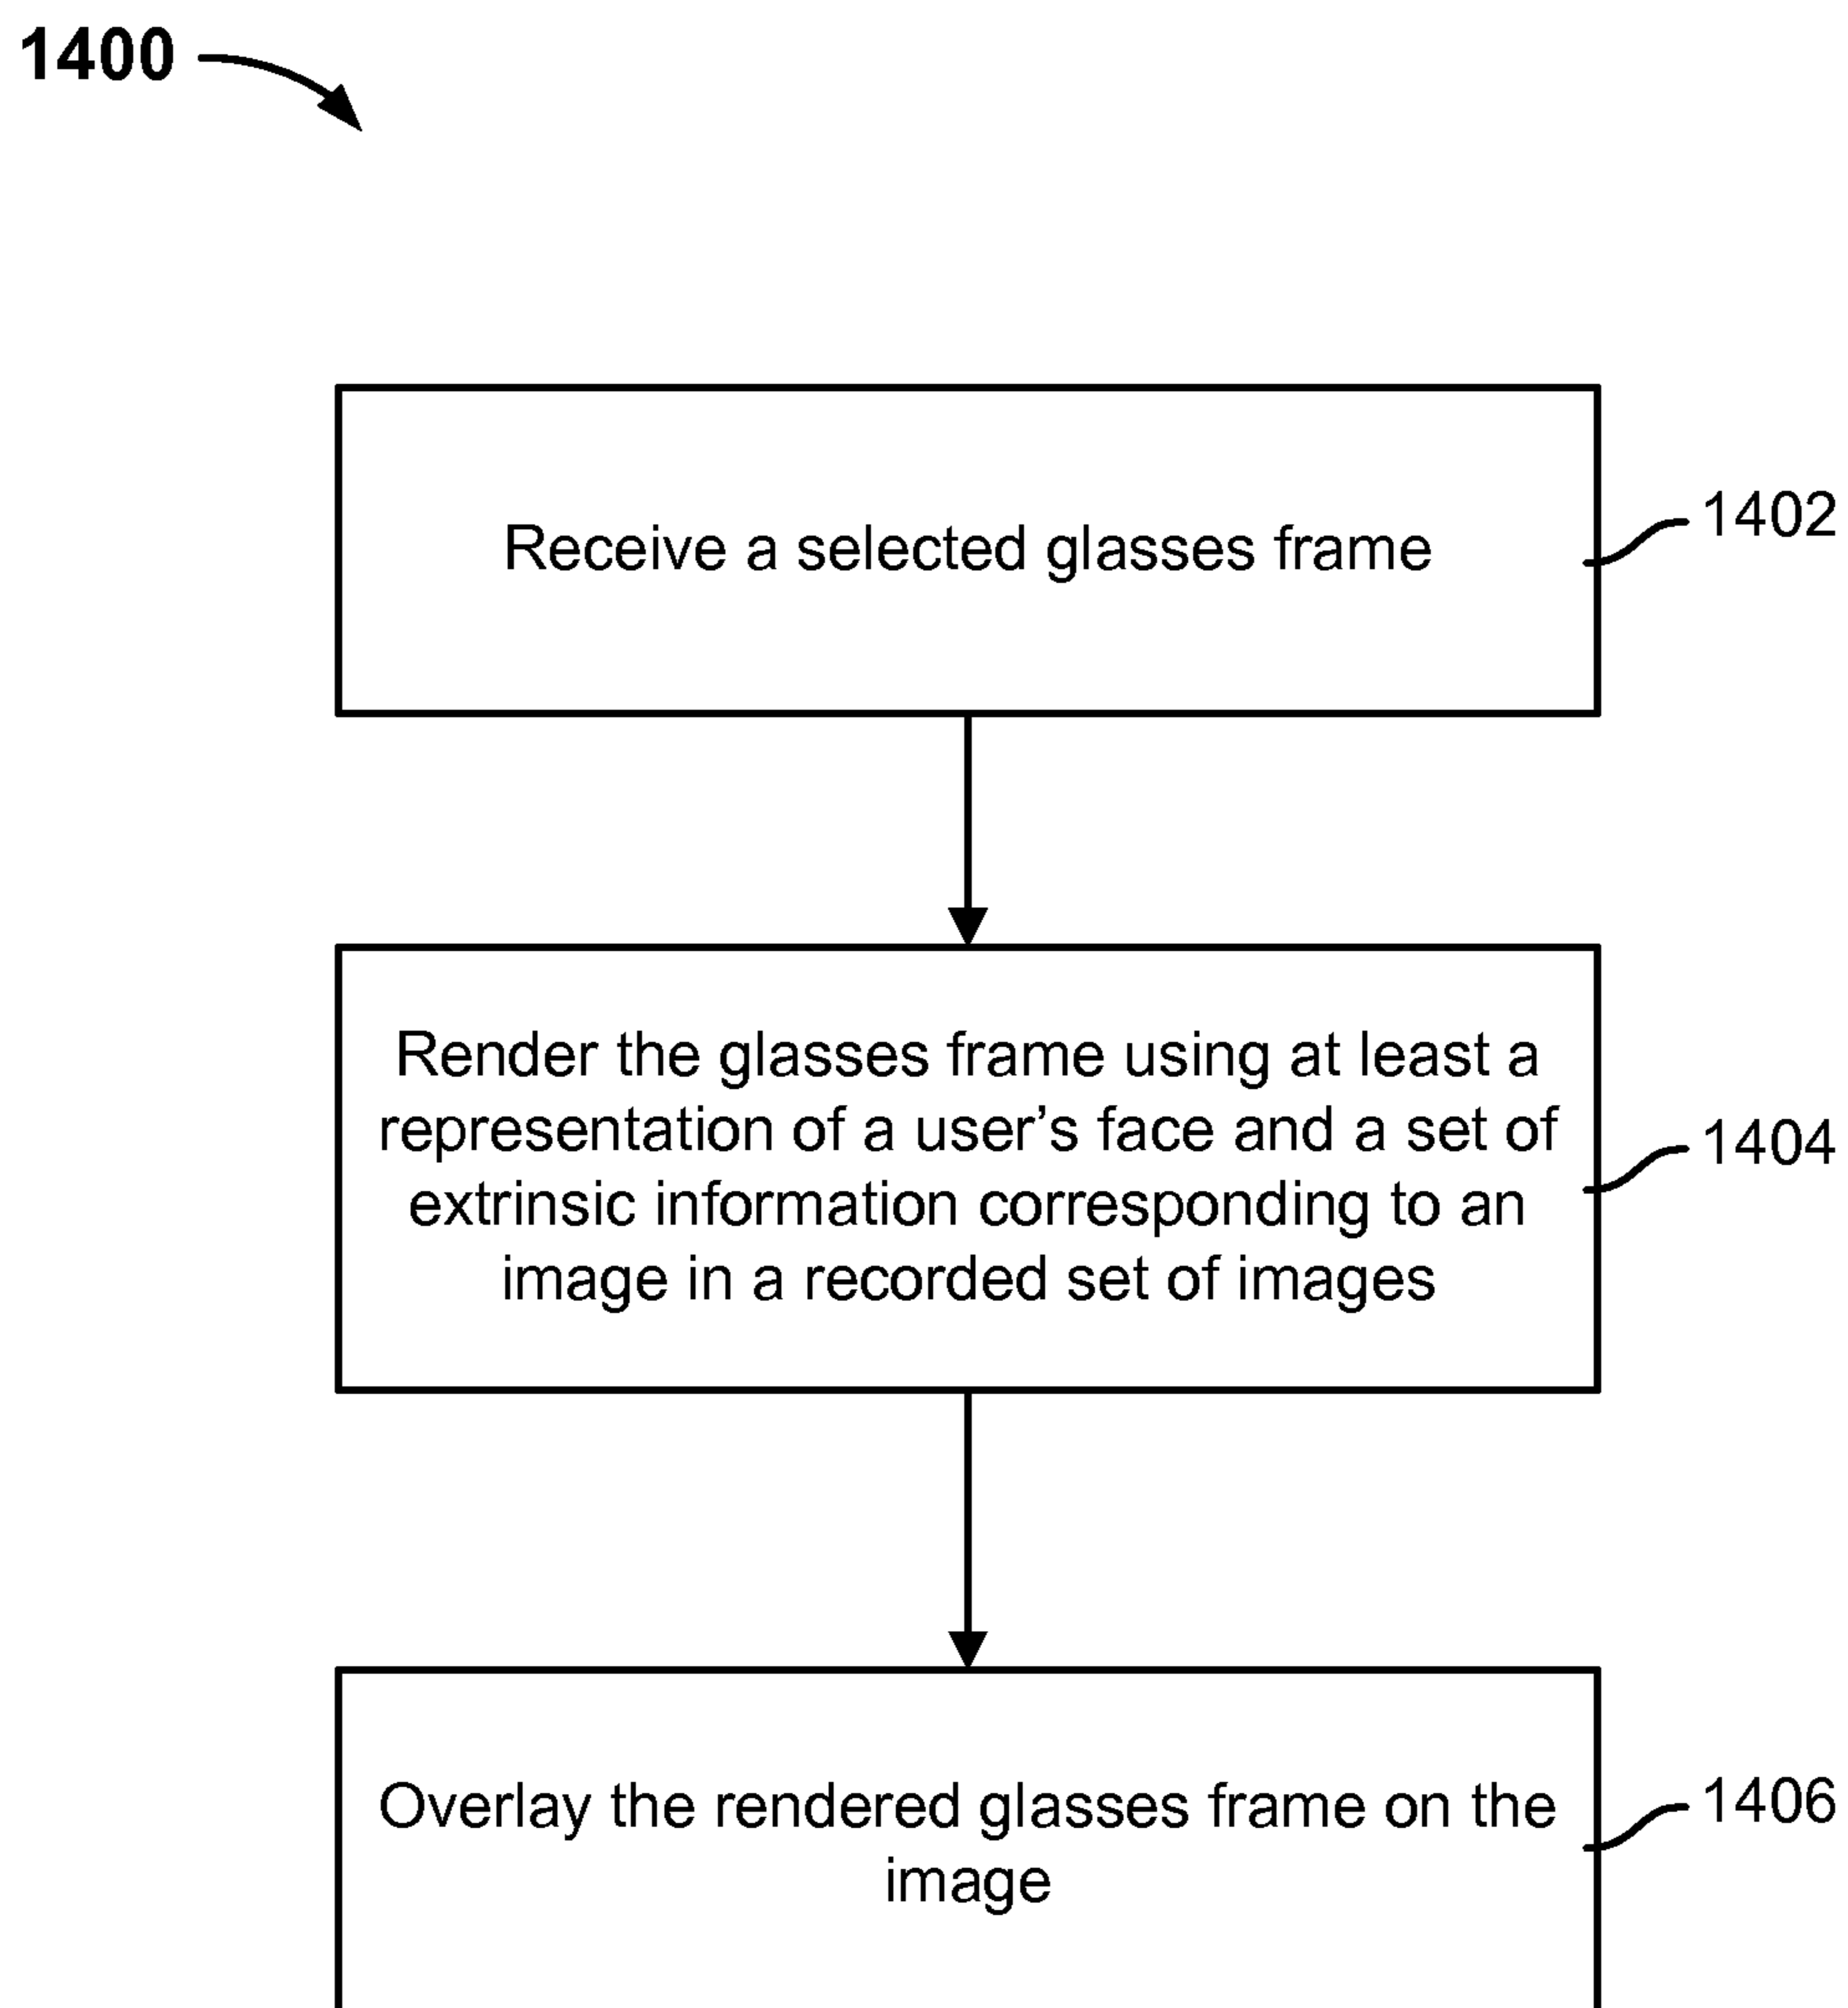 1400
Receive a selected glasses frame
1402
Render the glasses frame using at least a
representation of a user's face and a set of
extrinsic information corresponding to an
image in a recorded set of images
1404
Overlay the rendered glasses frame on the
image
1406